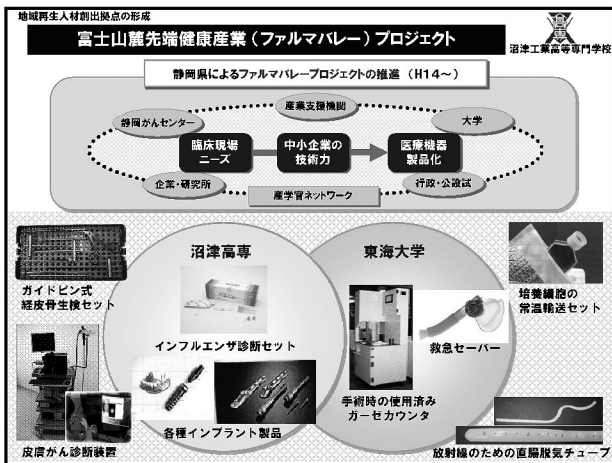 地域再生人材創出拠点の形成
富士山麓先端健康産業（ファルマバレー）プロジェクト
沼津工業高等専門学校
静岡県によるファルマバレープロジェクトの推進（H14～）
産業支援機関
静岡がんセンター
大学
臨床現場
ニーズ
中小企業の
技術力
医療機器
製品化
企業・研究所
産学官ネットワーク
行政・公設試
沼津高専
東海大学
ガイドピン式
経皮骨生検セット
インフルエンザ診断セット
救急セーバー
培養細胞の
常温輸送セット
手術時の使用済み
ガーゼカウンタ
各種インプラント製品
皮膚がん診断装置
放射線のための直腸脱気チューブ